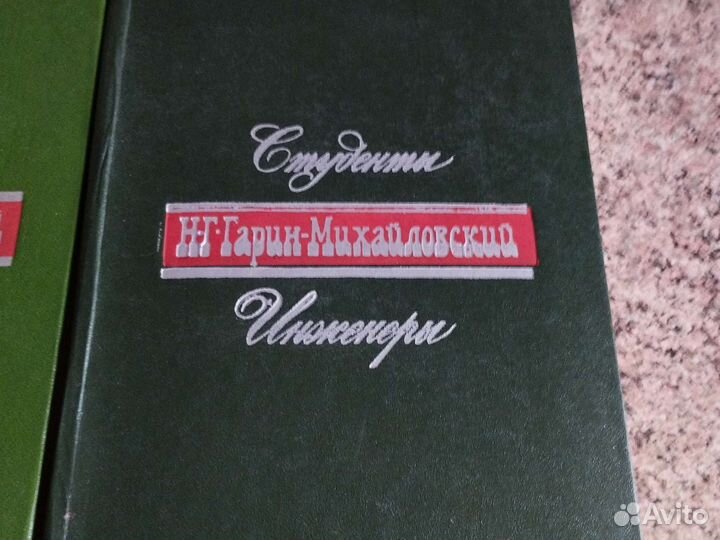 Студенты
Н·Г·Гарин-Михайловский
Инженеры
Avito